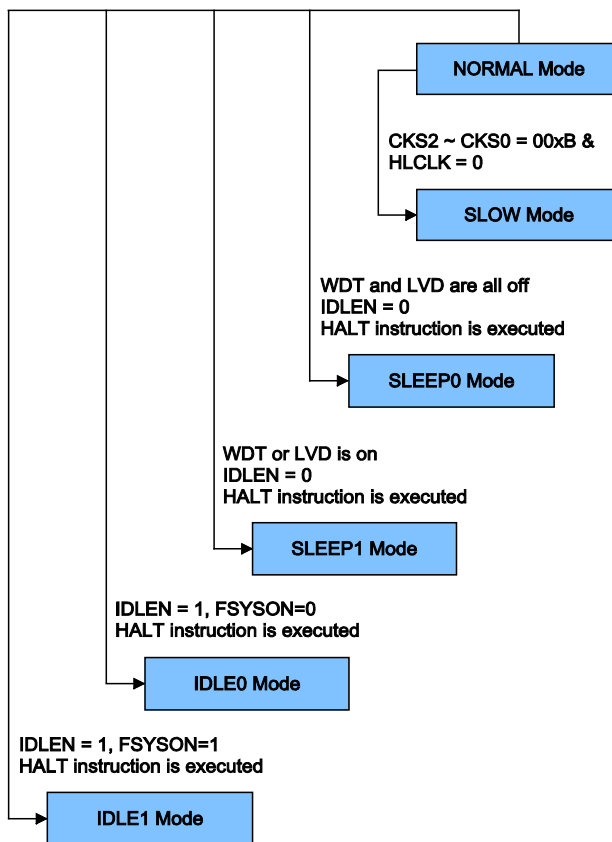 NORMAL Mode
CKS2 ~ CKS0 = 00xB &
HLCLK = 0
SLOW Mode
WDT and LVD are all off
IDLEN = 0
HALT instruction is executed
SLEEP0 Mode
WDT or LVD is on
IDLEN = 0
HALT instruction is executed
SLEEP1 Mode
IDLEN = 1, FSYSON=0
HALT instruction is executed
IDLE0 Mode
IDLEN = 1, FSYSON=1
HALT instruction is executed
IDLE1 Mode